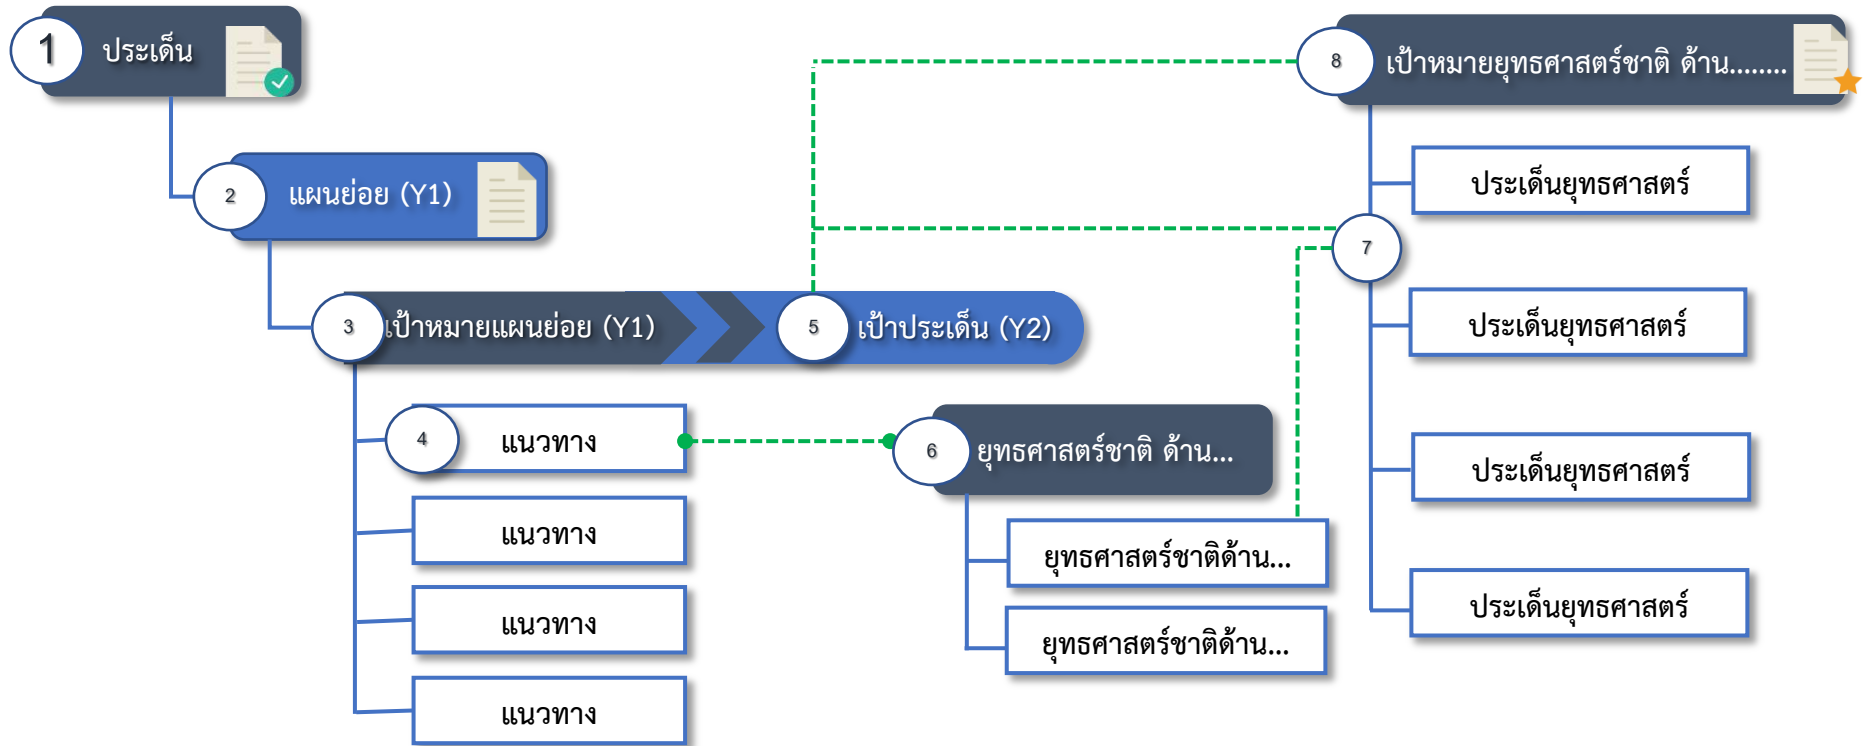 1
ประเด็น
2
แผนย่อย (Y1)
3
เป้าหมายแผนย่อย (Y1)
5
เป้าประเด็น (Y2)
4
แนวทาง
แนวทาง
แนวทาง
แนวทาง
6
ยุทธศาสตร์ชาติ ด้าน...
ยุทธศาสตร์ชาติด้าน...
ยุทธศาสตร์ชาติด้าน...
8
เป้าหมายยุทธศาสตร์ชาติ ด้าน........
7
ประเด็นยุทธศาสตร์
ประเด็นยุทธศาสตร์
ประเด็นยุทธศาสตร์
ประเด็นยุทธศาสตร์